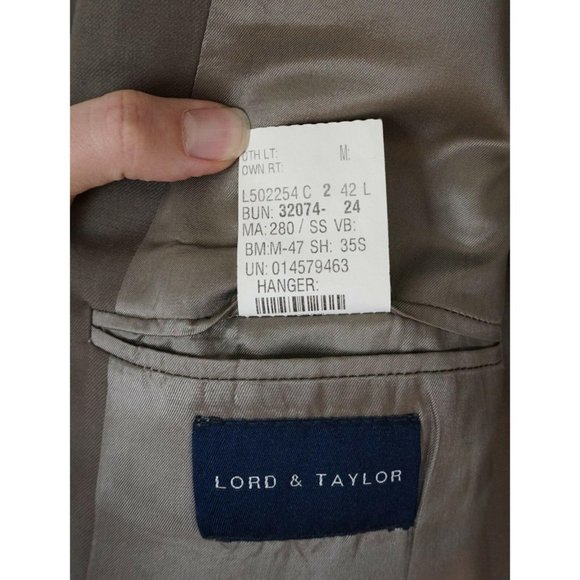 OTH LT: M:
OWN RT:
L502254 C 2 42 L
BUN: 32074- 24
MA: 280 / SS VB:
BM:M-47 SH: 35S
UN: 014579463
HANGER:
LORD & TAYLOR